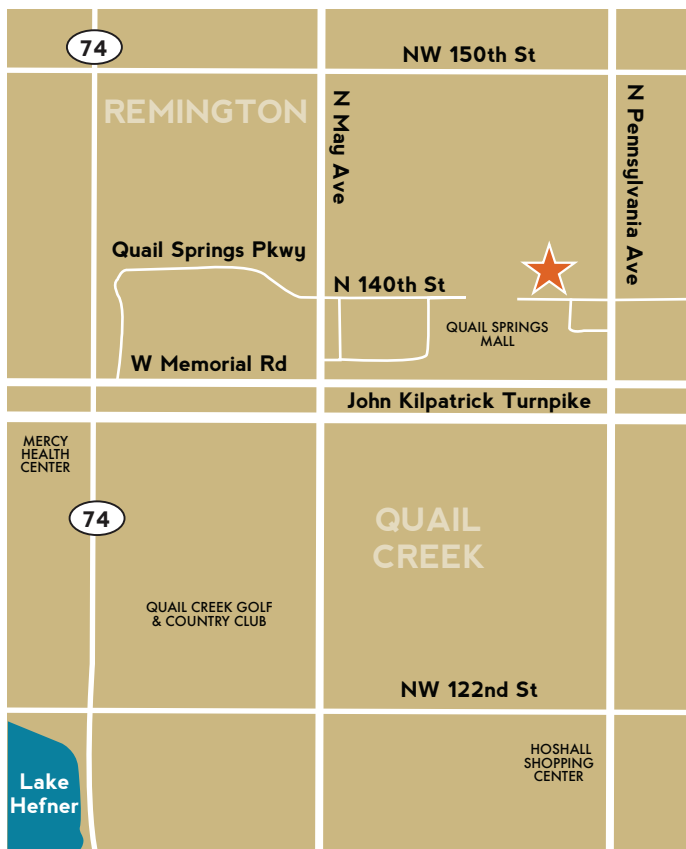 74
NW 150th St
REMINGTON
N May Ave
N Pennsylvania Ave
Quail Springs Pkwy
N 140th St
QUAIL SPRINGS
MALL
W Memorial Rd
John Kilpatrick Turnpike
MERCY
HEALTH
CENTER
74
QUAIL
CREEK
QUAIL CREEK GOLF
& COUNTRY CLUB
NW 122nd St
HOSHALL
SHOPPING
CENTER
Lake
Hefner